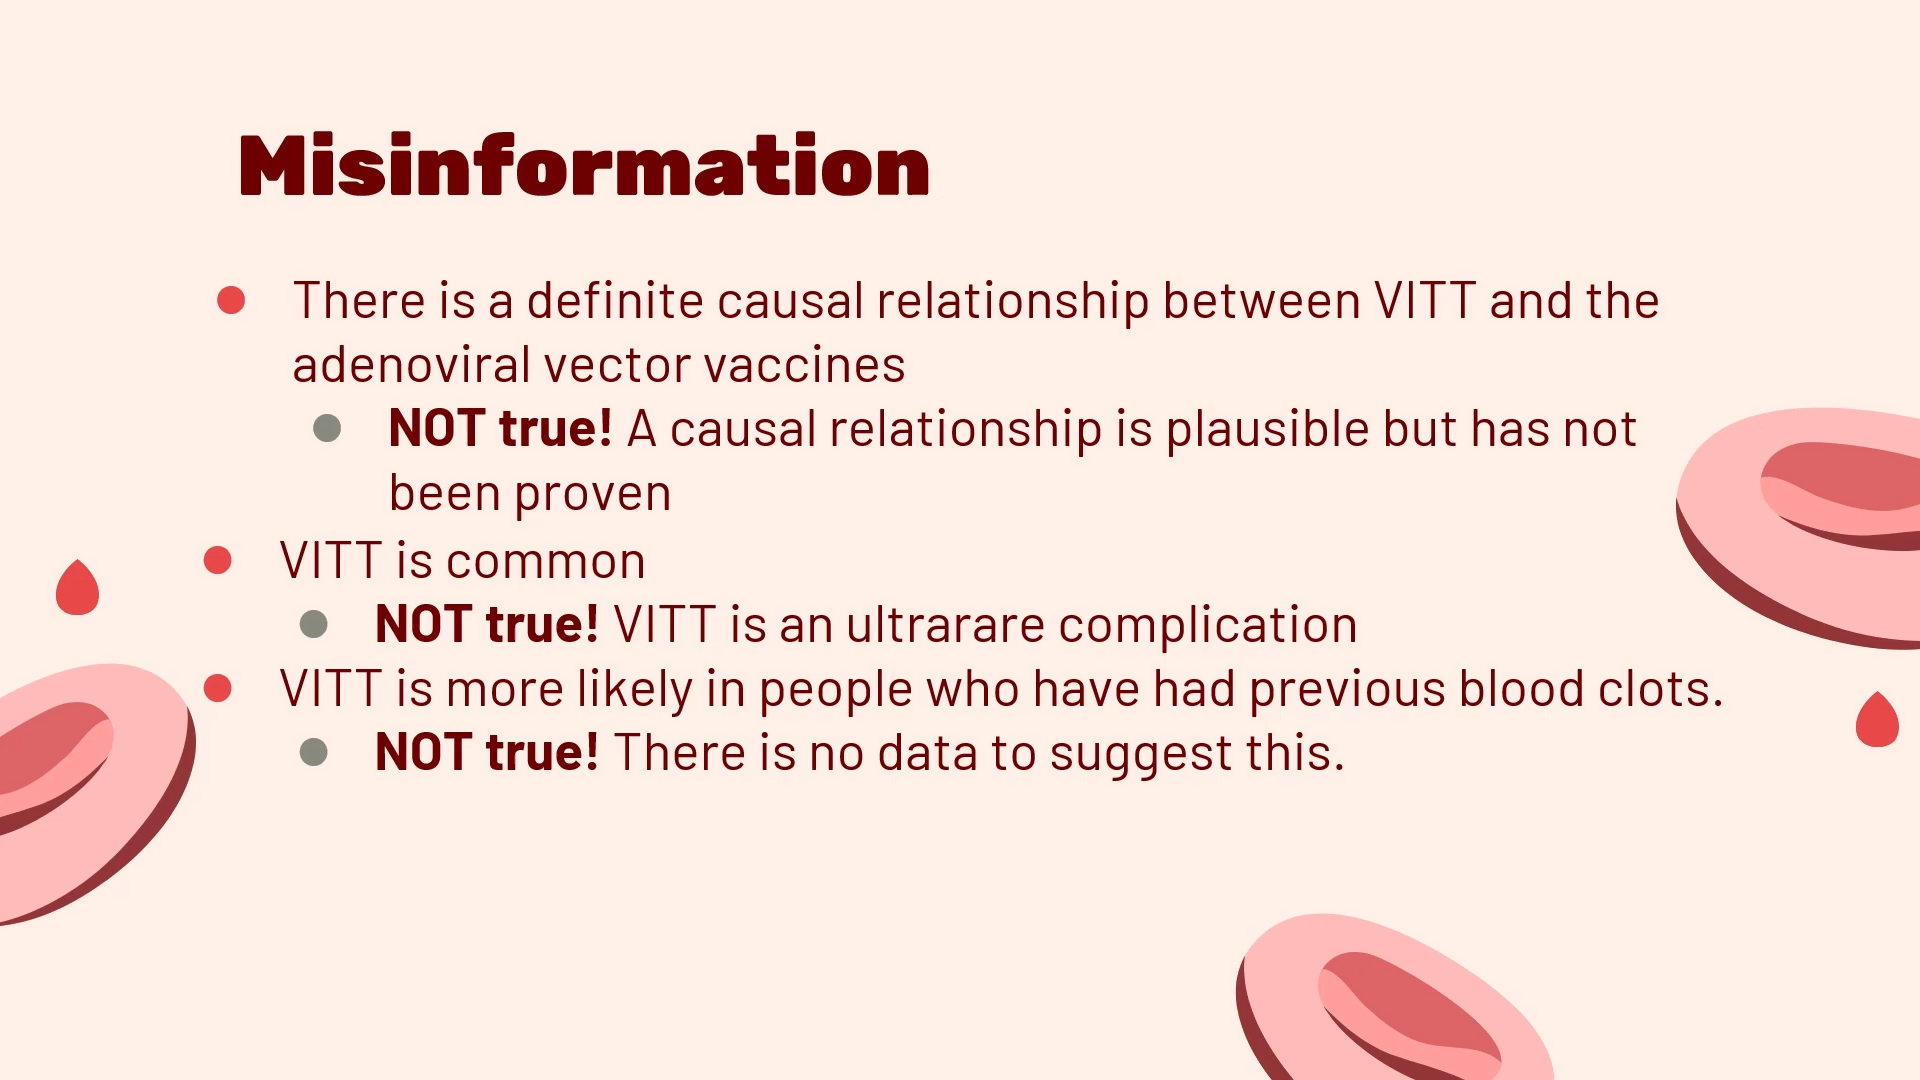 Misinformation
There is a definite causal relationship between VITT and the
adenoviral vector vaccines
NOT true! A causal relationship is plausible but has not
been proven
VITT is common
NOT true! VITT is an ultrarare complication
VITT is more likely in people who have had previous blood clots.
NOT true! There is no data to suggest this.